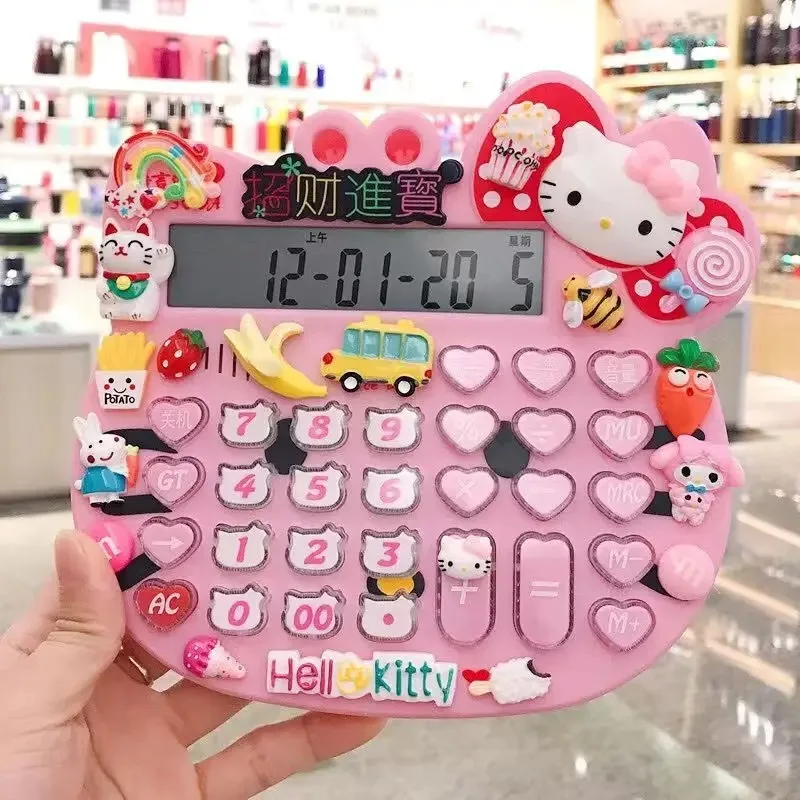 popcorn
招财進寶
上午 星期
12-01-20 5
POTATO
音量
关机 7 8 9 % ÷ MU
GT 4 5 6 × − MRC
→ 1 2 3 M-
AC 0 00 • + = M+
m m
Hello Kitty